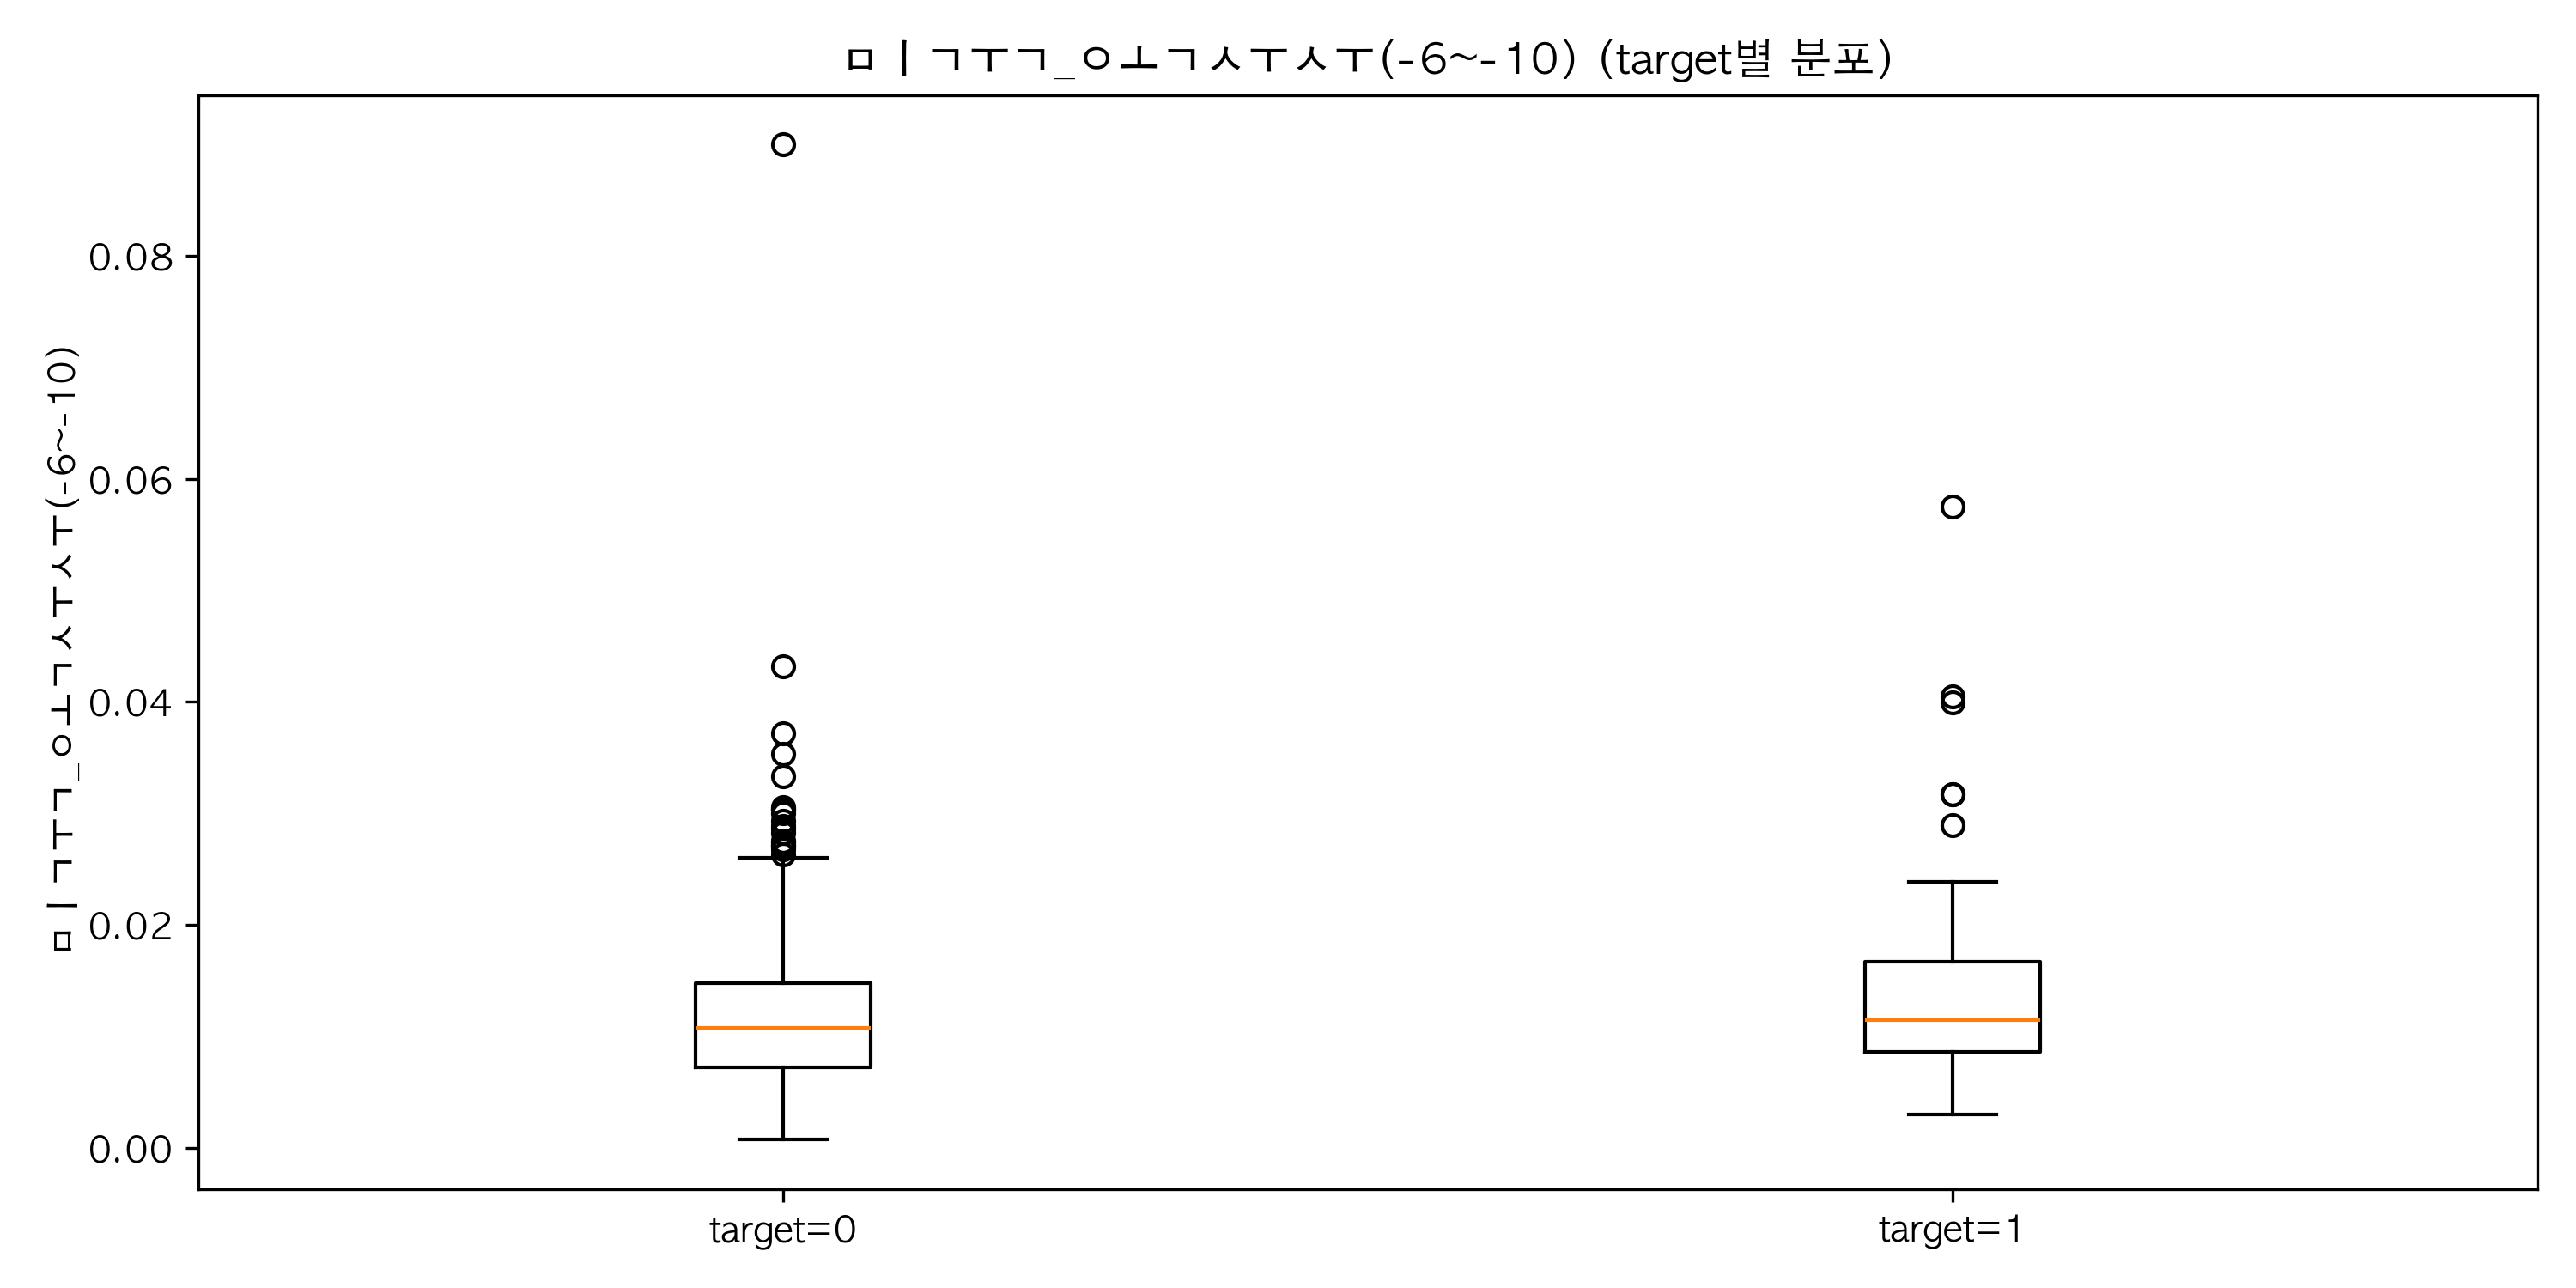 ㅁㅣㄱㅜㄱ_ㅇㅗㄱㅅㅜㅅㅜ(-6~-10) (target별 분포)
ㅁㅣㄱㅜㄱ_ㅇㅗㄱㅅㅜㅅㅜ(-6~-10)
0.08
0.06
0.04
0.02
0.00
target=0
target=1